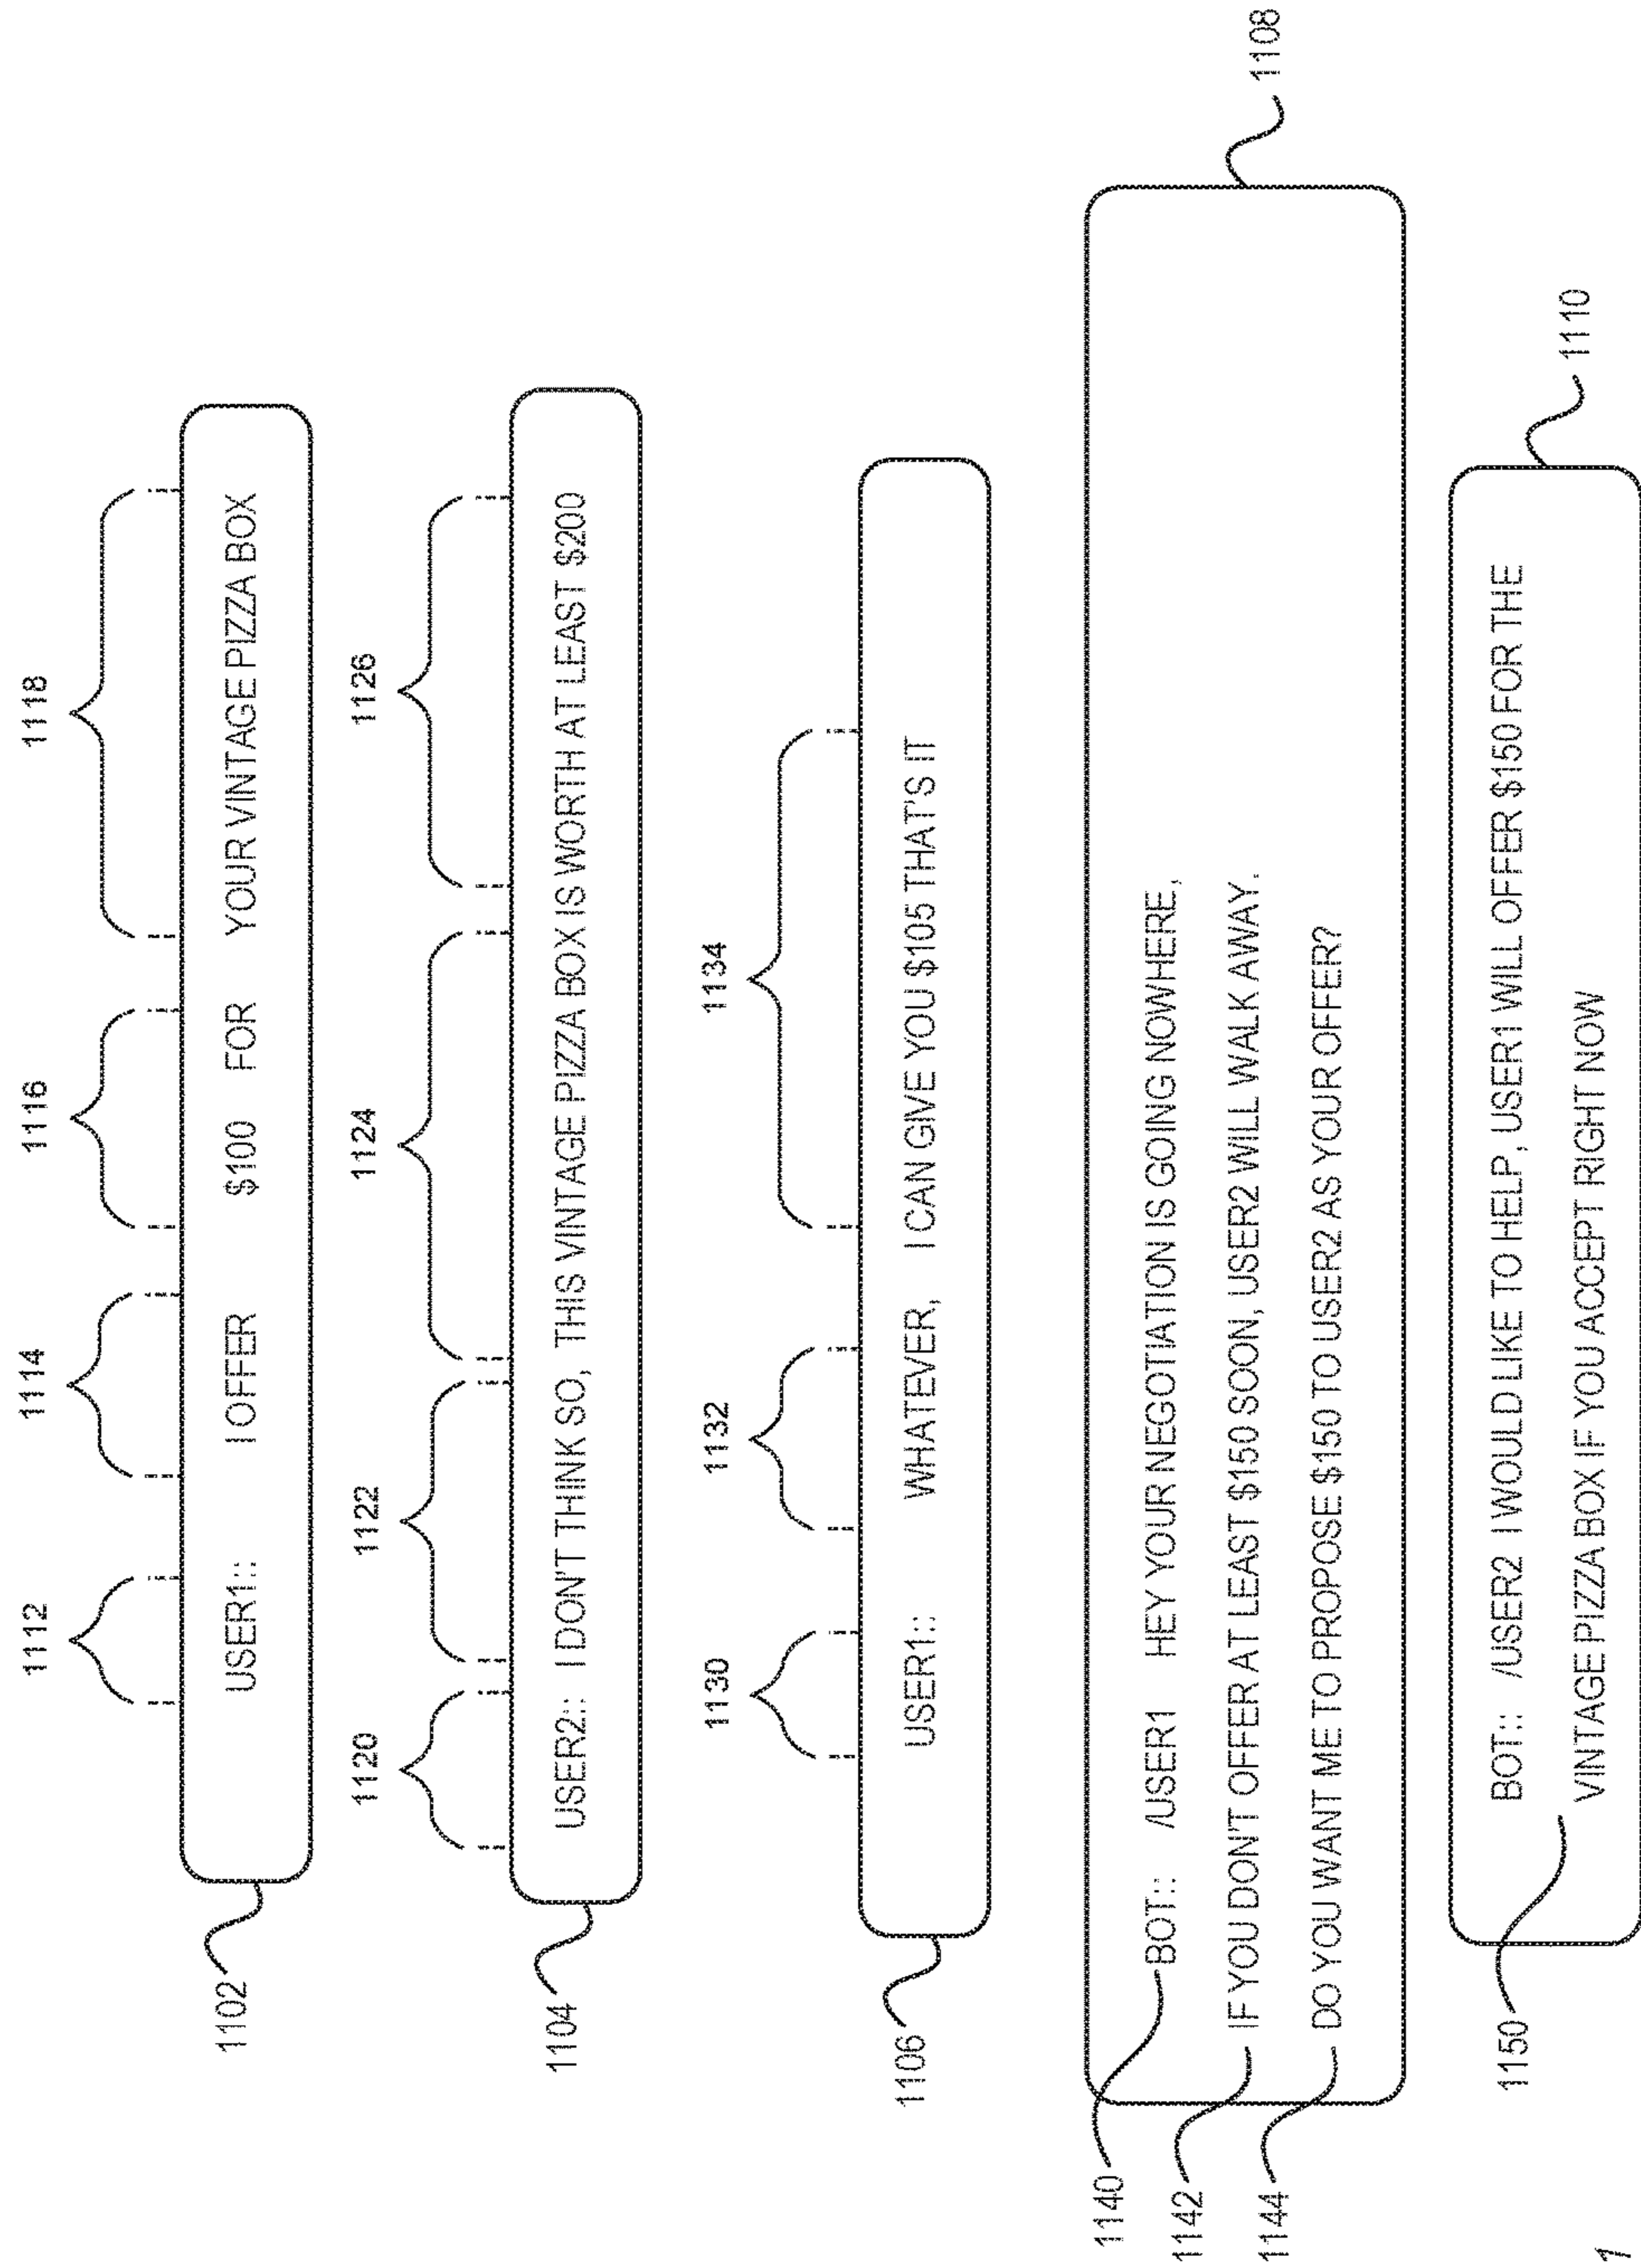 1112 1114 1116 1118
USER1:: I OFFER $100 FOR YOUR VINTAGE PIZZA BOX
1102
1120 1122 1124 1126
USER2:: I DON'T THINK SO, THIS VINTAGE PIZZA BOX IS WORTH AT LEAST $200
1104
1130 1132 1134
USER1:: WHATEVER, I CAN GIVE YOU $105 THAT'S IT
1106
1140 BOT:: /USER1 HEY YOUR NEGOTIATION IS GOING NOWHERE,
1142 IF YOU DON'T OFFER AT LEAST $150 SOON, USER2 WILL WALK AWAY.
1144 DO YOU WANT ME TO PROPOSE $150 TO USER2 AS YOUR OFFER?
1108
BOT:: /USER2 I WOULD LIKE TO HELP, USER1 WILL OFFER $150 FOR THE
1150 VINTAGE PIZZA BOX IF YOU ACCEPT RIGHT NOW
1110